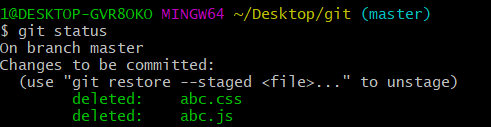 1@DESKTOP-GVR8OKO MINGW64 ~/Desktop/git (master)
$ git status
On branch master
Changes to be committed:
  (use "git restore --staged <file>..." to unstage)
        deleted:    abc.css
        deleted:    abc.js